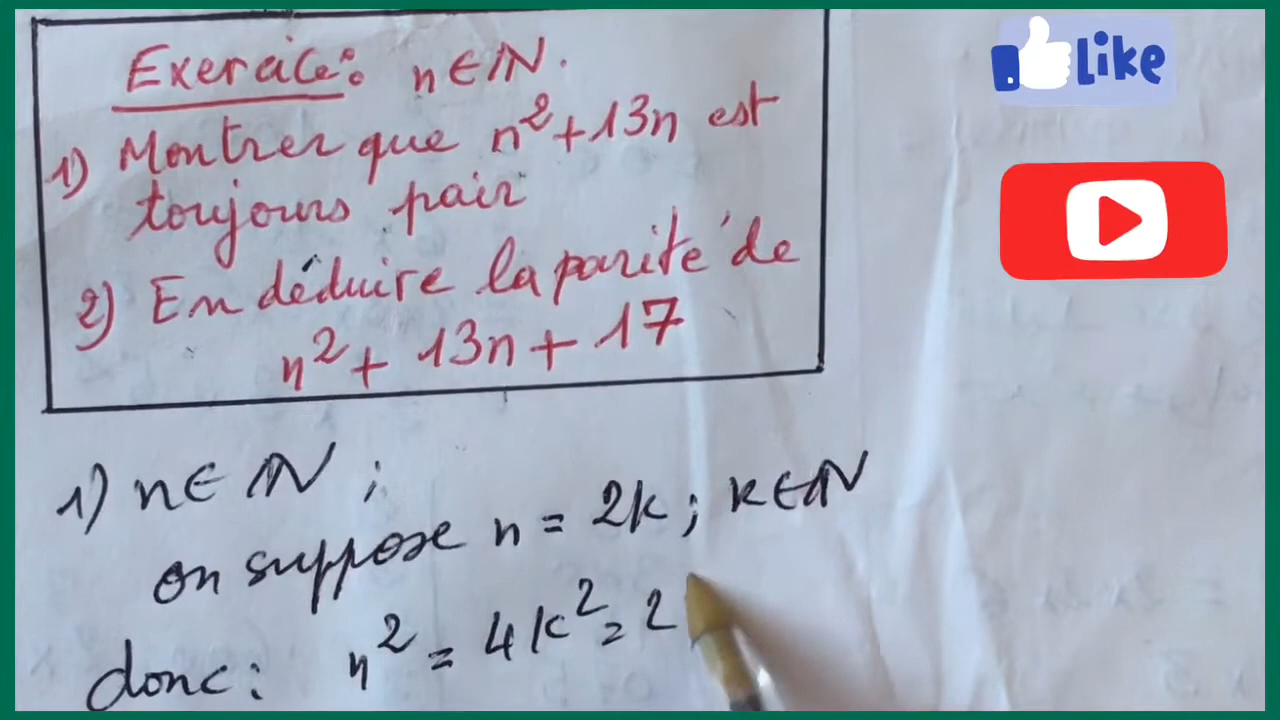 Exercice: n∈ℕ.
1) Montrer que n²+13n est
toujours pair
2) En déduire la parité de
n²+13n+17
1) n∈ℕ ;
on suppose n = 2k ; k∈ℕ
donc: n² = 4k² = 2
Like